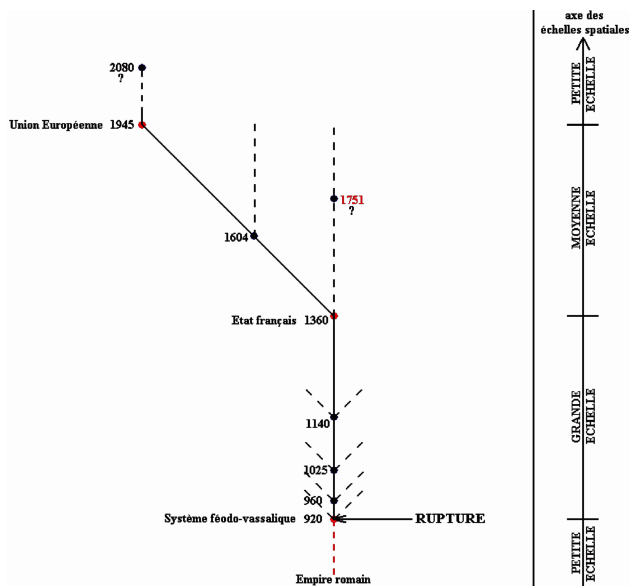 axe des
échelles spatiales
2080
?
PETITE
ECHELLE
Union Européenne 1945
1751
?
MOYENNE
ECHELLE
1604
Etat français 1360
1140
GRANDE
ECHELLE
1025
960
Système féodo-vassalique 920
RUPTURE
PETITE
ECHELLE
Empire romain